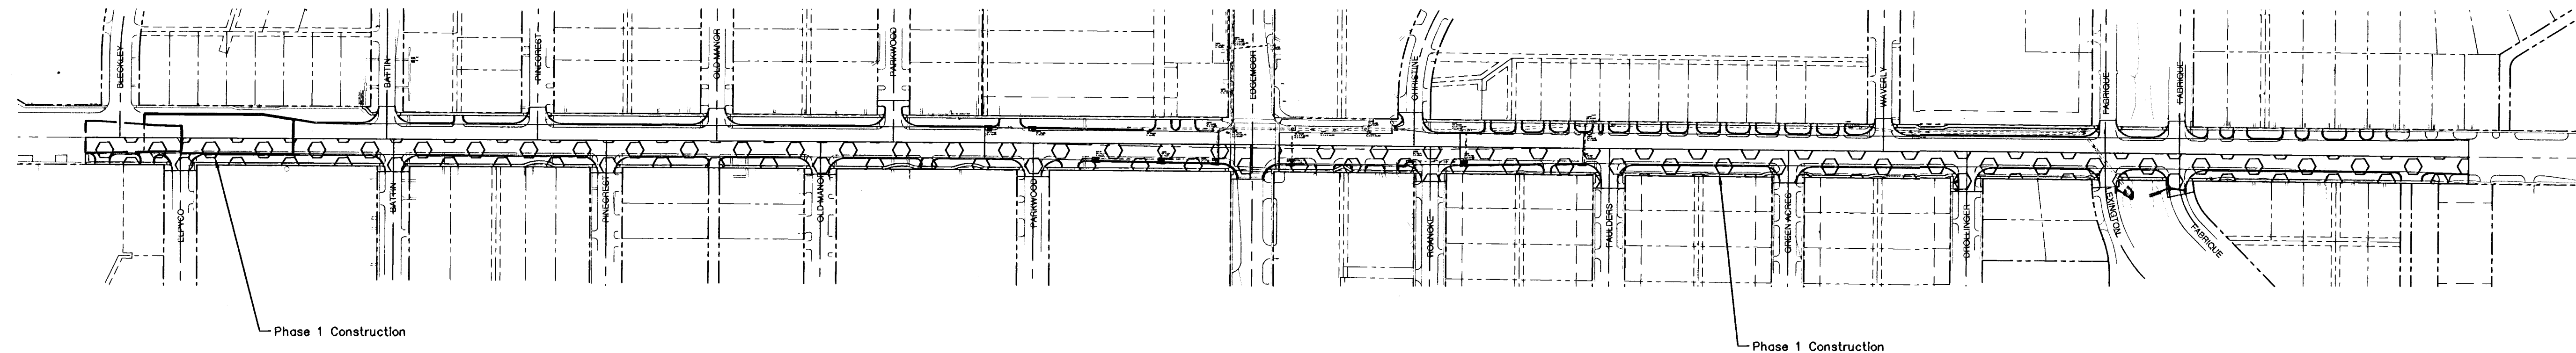 BLECKLEY
BATTIN
PINECREST
OLD MANOR
PARKWOOD
EDGEMOOR
CHRISTINE
WAVERLY
FABRIQUE
FABRIQUE
ELPYCO
BATTIN
PINECREST
OLD MANOR
PARKWOOD
ROANOKE
FAULDERS
GREEN ACRES
DROLLINGER
LEXINGTON
FABRIQUE
Phase 1 Construction
Phase 1 Construction